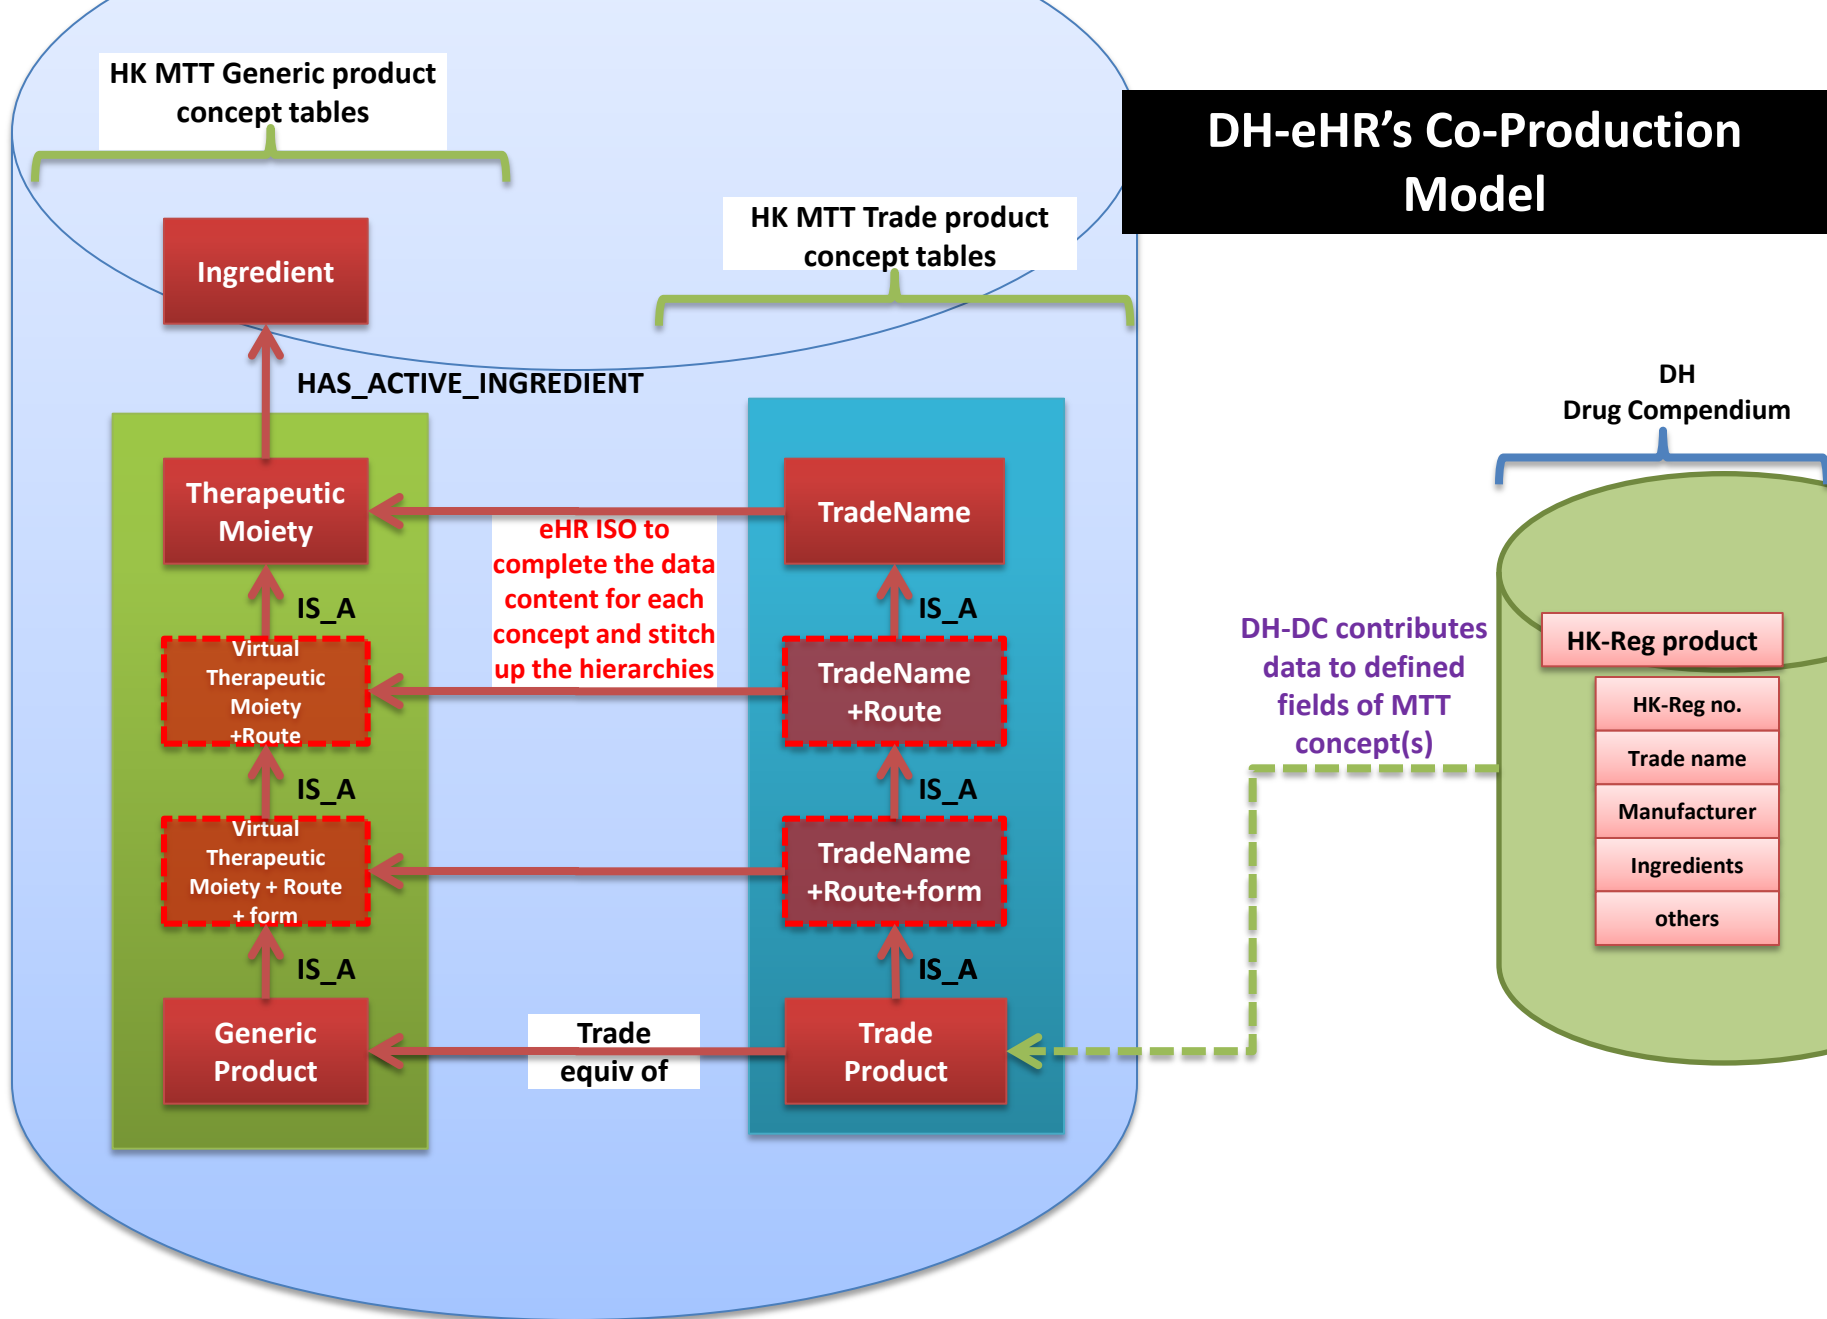 HK MTT Generic product
concept tables
DH-eHR’s Co-Production
Model
HK MTT Trade product
concept tables
Ingredient
HAS_ACTIVE_INGREDIENT
DH
Drug Compendium
Therapeutic
Moiety
TradeName
eHR ISO to
complete the data
content for each
concept and stitch
up the hierarchies
IS_A
IS_A
Virtual
Therapeutic
Moiety
+Route
TradeName
+Route
DH-DC contributes
data to defined
fields of MTT
concept(s)
HK-Reg product
HK-Reg no.
Trade name
Manufacturer
Ingredients
others
IS_A
IS_A
Virtual
Therapeutic
Moiety + Route
+ form
TradeName
+Route+form
IS_A
IS_A
Generic
Product
Trade
equiv of
Trade
Product